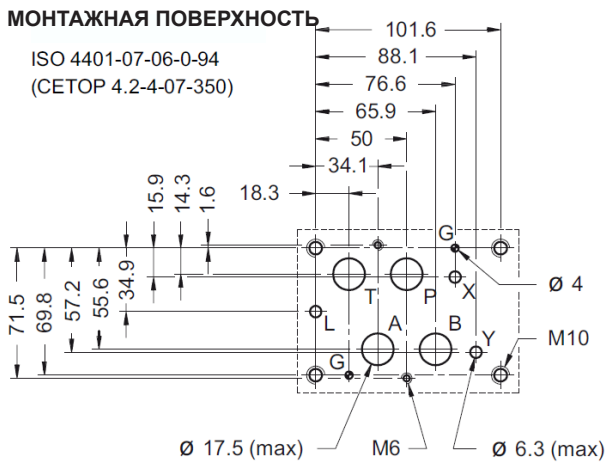 МОНТАЖНАЯ ПОВЕРХНОСТЬ
ISO 4401-07-06-0-94
(СЕТОР 4.2-4-07-350)
101.6
88.1
76.6
65.9
50
34.1
18.3
15.9
14.3
1.6
71.5
69.8
57.2
55.6
34.9
G
T
P
X
Ø 4
L
A
B
Y
M10
G
Ø 17.5 (max)
M6
Ø 6.3 (max)